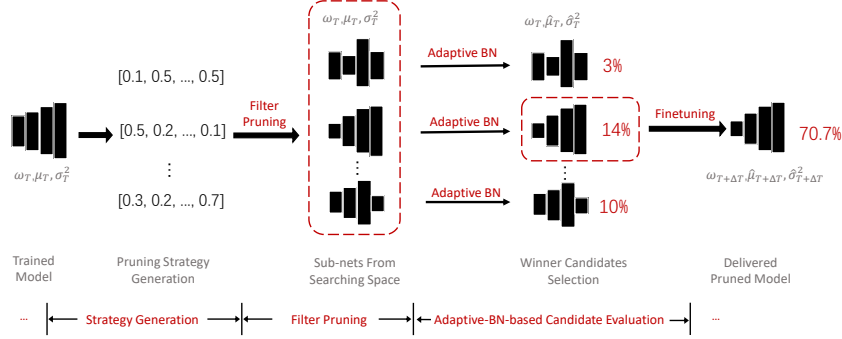 ω_T, μ_T, σ_T^2
ω_T, μ̂_T, σ̂_T^2
[0.1, 0.5, ..., 0.5]
Adaptive BN
3%
Filter
Pruning
[0.5, 0.2, ..., 0.1]
Adaptive BN
14%
Finetuning
70.7%
ω_T, μ_T, σ_T^2
ω_{T+ΔT}, μ̂_{T+ΔT}, σ̂_{T+ΔT}^2
⋮
⋮
⋮
[0.3, 0.2, ..., 0.7]
Adaptive BN
10%
Trained
Model
Pruning Strategy
Generation
Sub-nets From
Searching Space
Winner Candidates
Selection
Delivered
Pruned Model
...
Strategy Generation
Filter Pruning
Adaptive-BN-based Candidate Evaluation
...